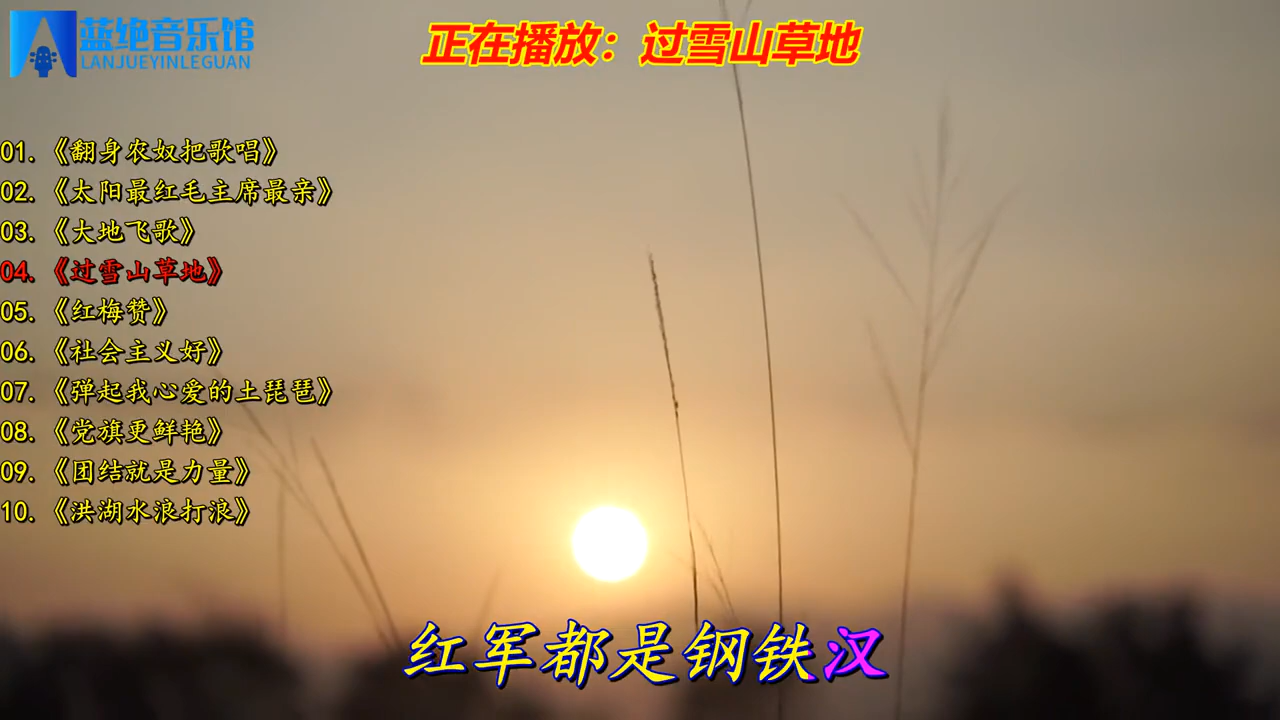 蓝绝音乐馆
LANJUEYINLEGUAN
正在播放：过雪山草地
01.《翻身农奴把歌唱》
02.《太阳最红毛主席最亲》
03.《大地飞歌》
04.《过雪山草地》
05.《红梅赞》
06.《社会主义好》
07.《弹起我心爱的土琵琶》
08.《党旗更鲜艳》
09.《团结就是力量》
10.《洪湖水浪打浪》
红军都是钢铁汉